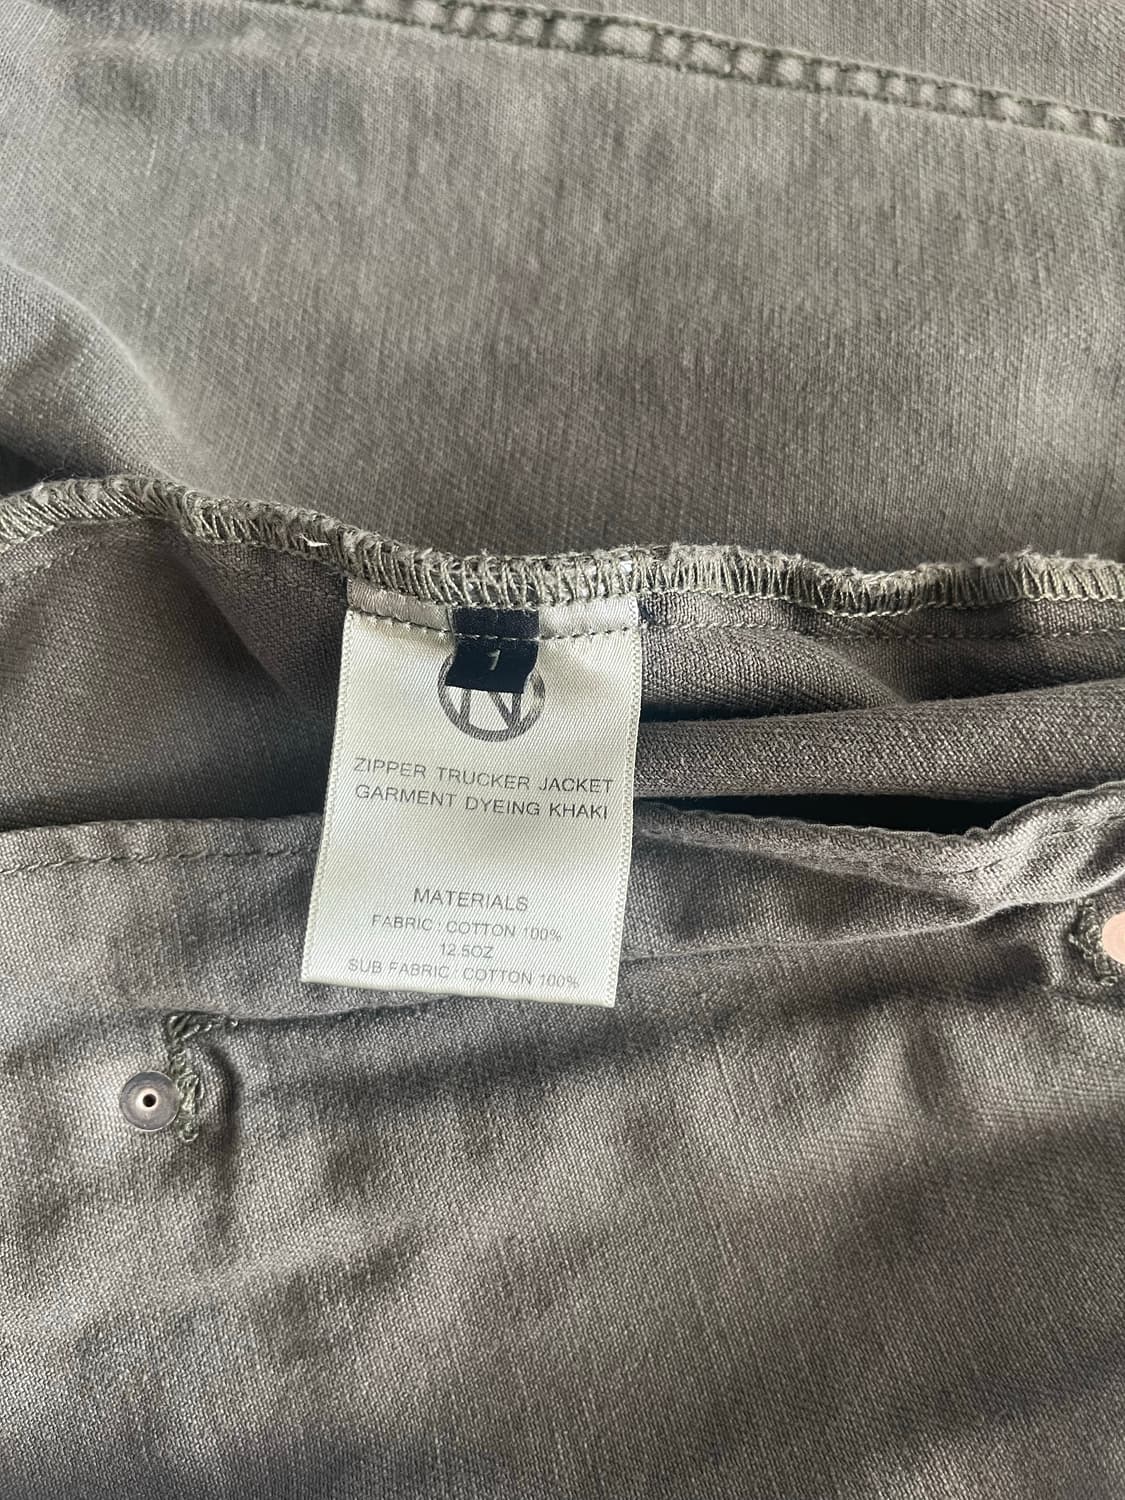 1
ZIPPER TRUCKER JACKET
GARMENT DYEING KHAKI
MATERIALS
FABRIC : COTTON 100%
12.5OZ
SUB FABRIC : COTTON 100%